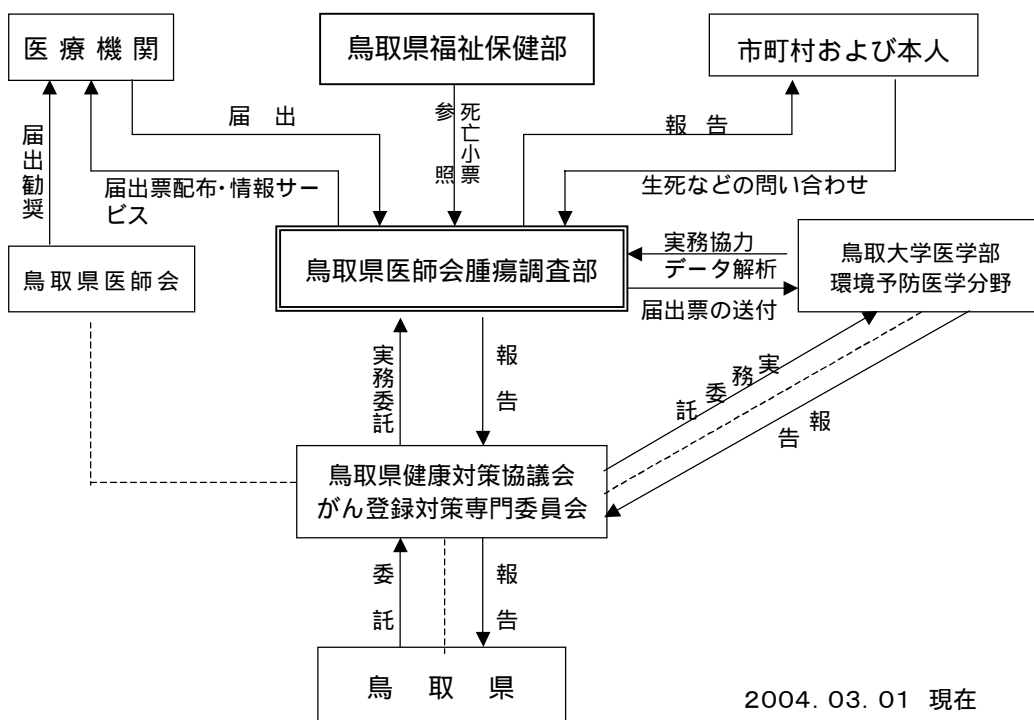 医 療 機 関
鳥取県福祉保健部
市町村および本人
届 出
参 照
死亡小票
報 告
届出勧奨
届出票配布・情報サー
ビス
生死などの問い合わせ
鳥取県医師会
鳥取県医師会腫瘍調査部
実務協力
データ解析
届出票の送付
鳥取大学医学部
環境予防医学分野
実務委託
報 告
実務委託
報 告
鳥取県健康対策協議会
がん登録対策専門委員会
委 託
報 告
鳥 取 県
2004. 03. 01 現在